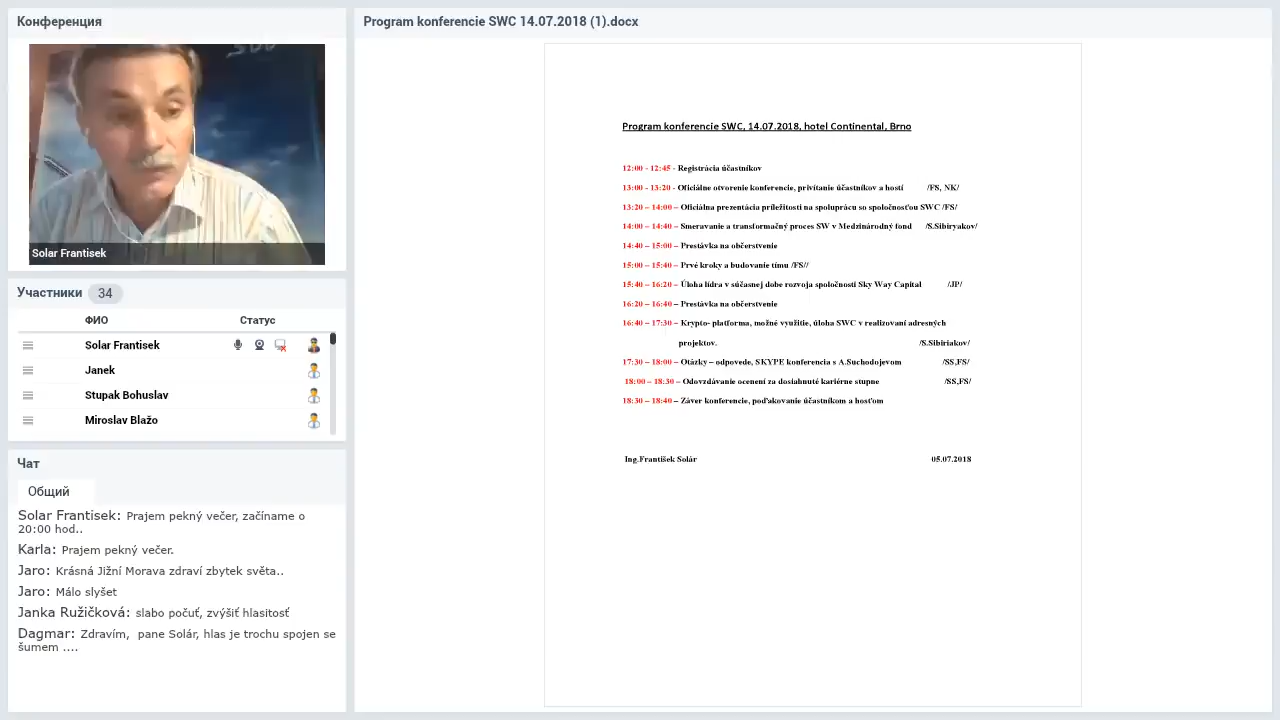 Конференция
Solar Frantisek
Участники 34
ФИО Статус
Solar Frantisek
Janek
Stupak Bohuslav
Miroslav Blažo
Чат
Общий
Solar Frantisek: Prajem pekný večer, začíname o
20:00 hod..
Karla: Prajem pekný večer.
Jaro: Krásná Jižní Morava zdraví zbytek světa..
Jaro: Málo slyšet
Janka Ružičková: slabo počuť, zvýšiť hlasitosť
Dagmar: Zdravím, pane Solár, hlas je trochu spojen se
šumem ....
Program konferencie SWC 14.07.2018 (1).docx
Program konferencie SWC, 14.07.2018, hotel Continental, Brno
12:00 - 12:45 - Registrácia účastníkov
13:00 - 13:20 - Oficiálne otvorenie konferencie, privítanie účastníkov a hostí /FS, NK/
13:20 – 14:00 – Oficiálna prezentácia príležitosti na spoluprácu so spoločnosťou SWC /FS/
14:00 – 14:40 – Smeravanie a transformačný proces SW v Medzinárodný fond /S.Sibiryakov/
14:40 – 15:00 – Prestávka na občerstvenie
15:00 – 15:40 – Prvé kroky a budovanie tímu /FS//
15:40 – 16:20 – Úloha lídra v súčasnej dobe rozvoja spoločnosti Sky Way Capital /JP/
16:20 – 16:40 – Prestávka na občerstvenie
16:40 – 17:30 – Krypto- platforma, možné využitie, úloha SWC v realizovaní adresných
projektov. /S.Sibiriakov/
17:30 – 18:00 – Otázky – odpovede, SKYPE konferencia s A.Suchodojevom /SS,FS/
18:00 – 18:30 – Odovzdávanie ocenení za dosiahnuté kariérne stupne /SS,FS/
18:30 – 18:40 – Záver konferencie, poďakovanie účastníkom a hosťom
Ing.František Solár 05.07.2018